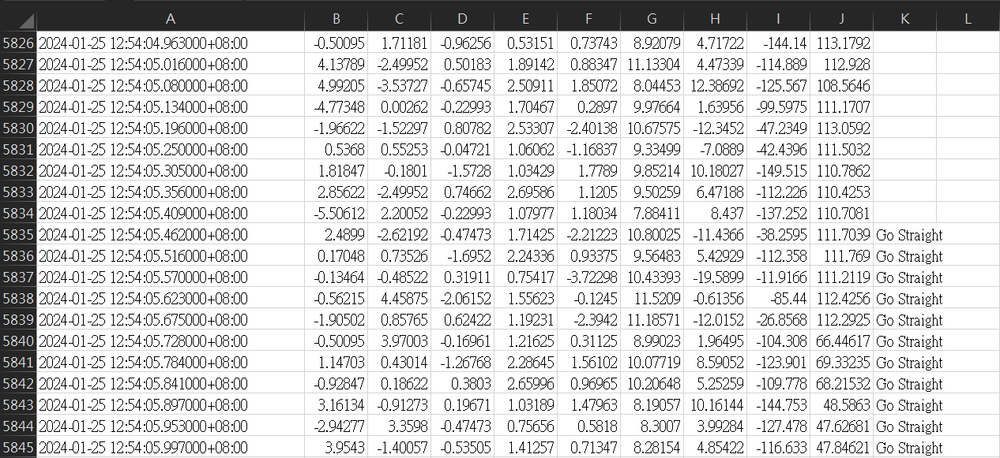 A B C D E F G H I J K L
5826 2024-01-25 12:54:04.963000+08:00 -0.50095 1.71181 -0.96256 0.53151 0.73743 8.92079 4.71722 -144.14 113.1792
5827 2024-01-25 12:54:05.016000+08:00 4.13789 -2.49952 0.50183 1.89142 0.88347 11.13304 4.47339 -114.889 112.928
5828 2024-01-25 12:54:05.080000+08:00 4.99205 -3.53727 -0.65745 2.50911 1.85072 8.04453 12.38692 -125.567 108.5646
5829 2024-01-25 12:54:05.134000+08:00 -4.77348 0.00262 -0.22993 1.70467 0.2897 9.97664 1.63956 -99.5975 111.1707
5830 2024-01-25 12:54:05.196000+08:00 -1.96622 -1.52297 0.80782 2.53307 -2.40138 10.67575 -12.3452 -47.2349 113.0592
5831 2024-01-25 12:54:05.250000+08:00 0.5368 0.55253 -0.04721 1.06062 -1.16837 9.33499 -7.0889 -42.4396 111.5032
5832 2024-01-25 12:54:05.305000+08:00 1.81847 -0.1801 -1.5728 1.03429 1.7789 9.85214 10.18027 -149.515 110.7862
5833 2024-01-25 12:54:05.356000+08:00 2.85622 -2.49952 0.74662 2.69586 1.1205 9.50259 6.47188 -112.226 110.4253
5834 2024-01-25 12:54:05.409000+08:00 -5.50612 2.20052 -0.22993 1.07977 1.18034 7.88411 8.437 -137.252 110.7081
5835 2024-01-25 12:54:05.462000+08:00 2.4899 -2.62192 -0.47473 1.71425 -2.21223 10.80025 -11.4366 -38.2595 111.7039 Go Straight
5836 2024-01-25 12:54:05.516000+08:00 0.17048 0.73526 -1.6952 2.24336 0.93375 9.56483 5.42929 -112.358 111.769 Go Straight
5837 2024-01-25 12:54:05.570000+08:00 -0.13464 -0.48522 0.31911 0.75417 -3.72298 10.43393 -19.5899 -11.9166 111.2119 Go Straight
5838 2024-01-25 12:54:05.623000+08:00 -0.56215 4.45875 -2.06152 1.55623 -0.1245 11.5209 -0.61356 -85.44 112.4256 Go Straight
5839 2024-01-25 12:54:05.675000+08:00 -1.90502 0.85765 0.62422 1.19231 -2.3942 11.18571 -12.0152 -26.8568 112.2925 Go Straight
5840 2024-01-25 12:54:05.728000+08:00 -0.50095 3.97003 -0.16961 1.21625 0.31125 8.99023 1.96495 -104.308 66.44617 Go Straight
5841 2024-01-25 12:54:05.784000+08:00 1.14703 0.43014 -1.26768 2.28645 1.56102 10.07719 8.59052 -123.901 69.33235 Go Straight
5842 2024-01-25 12:54:05.841000+08:00 -0.92847 0.18622 0.3803 2.65996 0.96965 10.20648 5.25259 -109.778 68.21532 Go Straight
5843 2024-01-25 12:54:05.897000+08:00 3.16134 -0.91273 0.19671 1.03189 1.47963 8.19057 10.16144 -144.753 48.5863 Go Straight
5844 2024-01-25 12:54:05.953000+08:00 -2.94277 3.3598 -0.47473 0.75656 0.5818 8.3007 3.99284 -127.478 47.62681 Go Straight
5845 2024-01-25 12:54:05.997000+08:00 3.9543 -1.40057 -0.53505 1.41257 0.71347 8.28154 4.85422 -116.633 47.84621 Go Straight